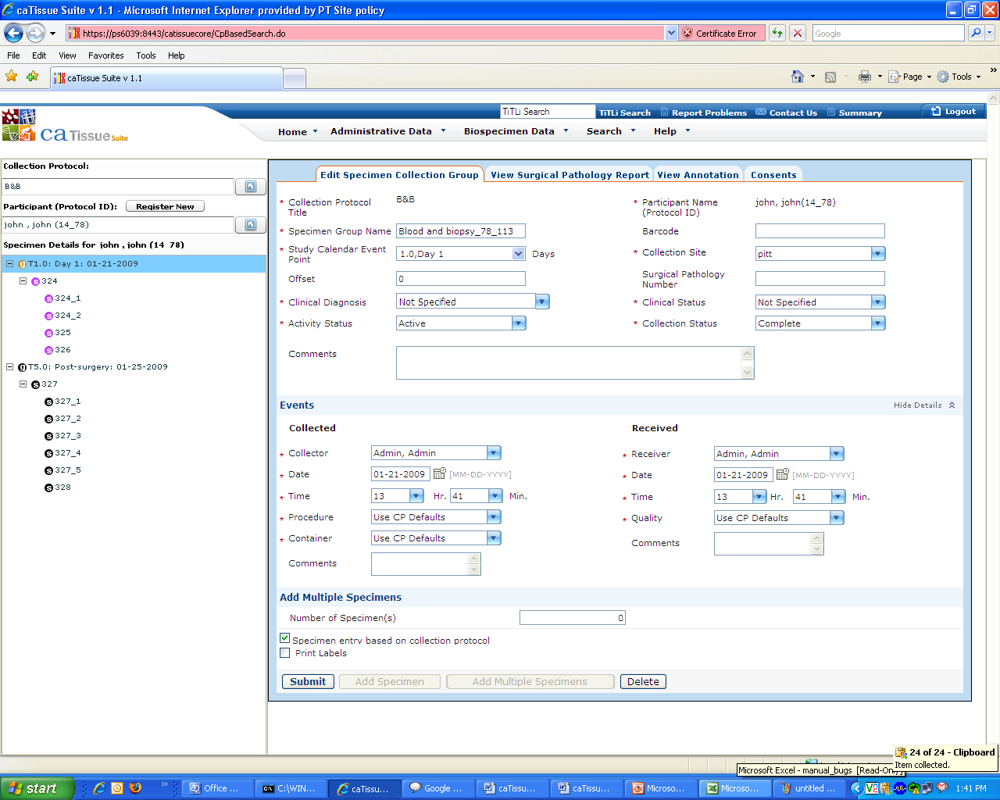 caTissue Suite v 1.1 - Microsoft Internet Explorer provided by PT Site policy
https://ps6039:8443/catissuecore/CpBasedSearch.do
Certificate Error
Google
File Edit View Favorites Tools Help
caTissue Suite v 1.1
Page Tools
TiTLi Search TiTLi Search Report Problems Contact Us Summary Logout
caTissue Suite
Home Administrative Data Biospecimen Data Search Help
Collection Protocol:
B&B
Participant (Protocol ID): Register New
john , john (14_78)
Specimen Details for john , john (14_78)
T1.0: Day 1: 01-21-2009
324
324_1
324_2
325
326
T5.0: Post-surgery: 01-25-2009
327
327_1
327_2
327_3
327_4
327_5
328
Edit Specimen Collection Group View Surgical Pathology Report View Annotation Consents
* Collection Protocol Title B&B * Participant Name (Protocol ID) john, john(14_78)
* Specimen Group Name Blood and biopsy_78_113 Barcode
* Study Calendar Event Point 1.0,Day 1 Days * Collection Site pitt
Offset 0 Surgical Pathology Number
* Clinical Diagnosis Not Specified * Clinical Status Not Specified
* Activity Status Active * Collection Status Complete
Comments
Events Hide Details
Collected Received
* Collector Admin, Admin * Receiver Admin, Admin
* Date 01-21-2009 [MM-DD-YYYY] * Date 01-21-2009 [MM-DD-YYYY]
* Time 13 Hr. 41 Min. * Time 13 Hr. 41 Min.
* Procedure Use CP Defaults * Quality Use CP Defaults
* Container Use CP Defaults Comments
Comments
Add Multiple Specimens
Number of Specimen(s) 0
Specimen entry based on collection protocol
Print Labels
Submit Add Specimen Add Multiple Specimens Delete
24 of 24 - Clipboard
Item collected.
Microsoft Excel - manual_bugs [Read-Only]
start Office ... C:\WIN... caTissu... Google ... caTissu... caTissu... Microso... Microso... untitled ... 1:41 PM